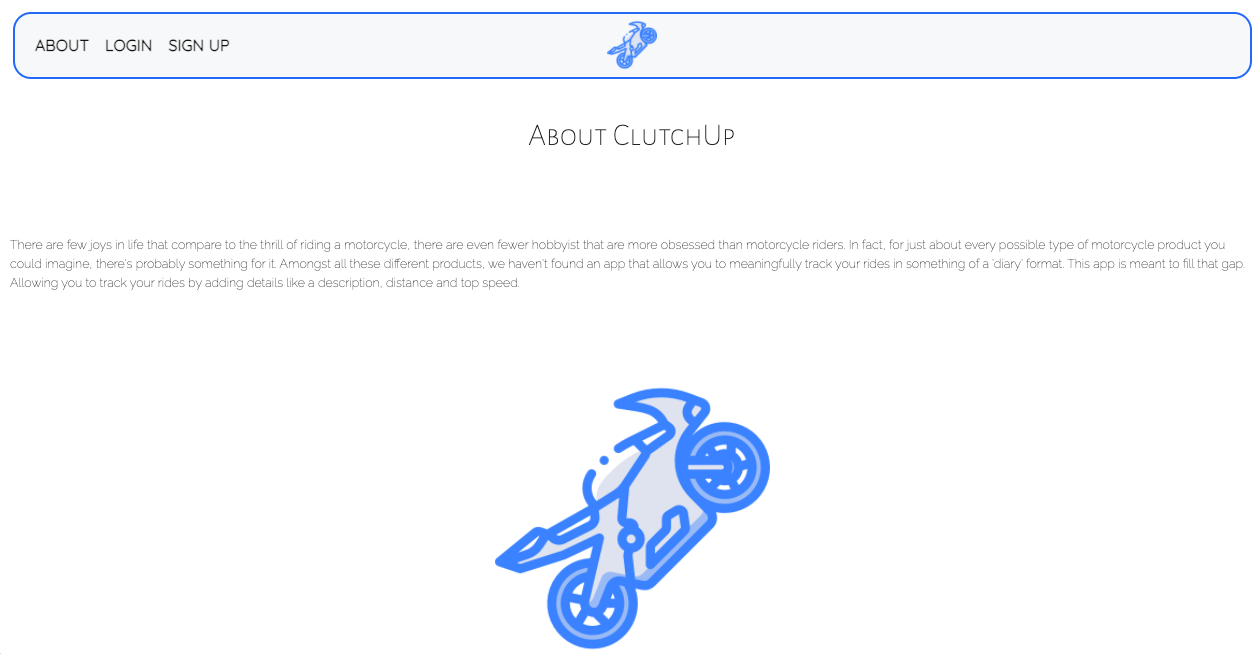 ABOUT LOGIN SIGN UP
About ClutchUp
There are few joys in life that compare to the thrill of riding a motorcycle, there are even fewer hobbyist that are more obsessed than motorcycle riders. In fact, for just about every possible type of motorcycle product you
could imagine, there's probably something for it. Amongst all these different products, we haven't found an app that allows you to meaningfully track your rides in something of a 'diary' format. This app is meant to fill that gap.
Allowing you to track your rides by adding details like a description, distance and top speed.